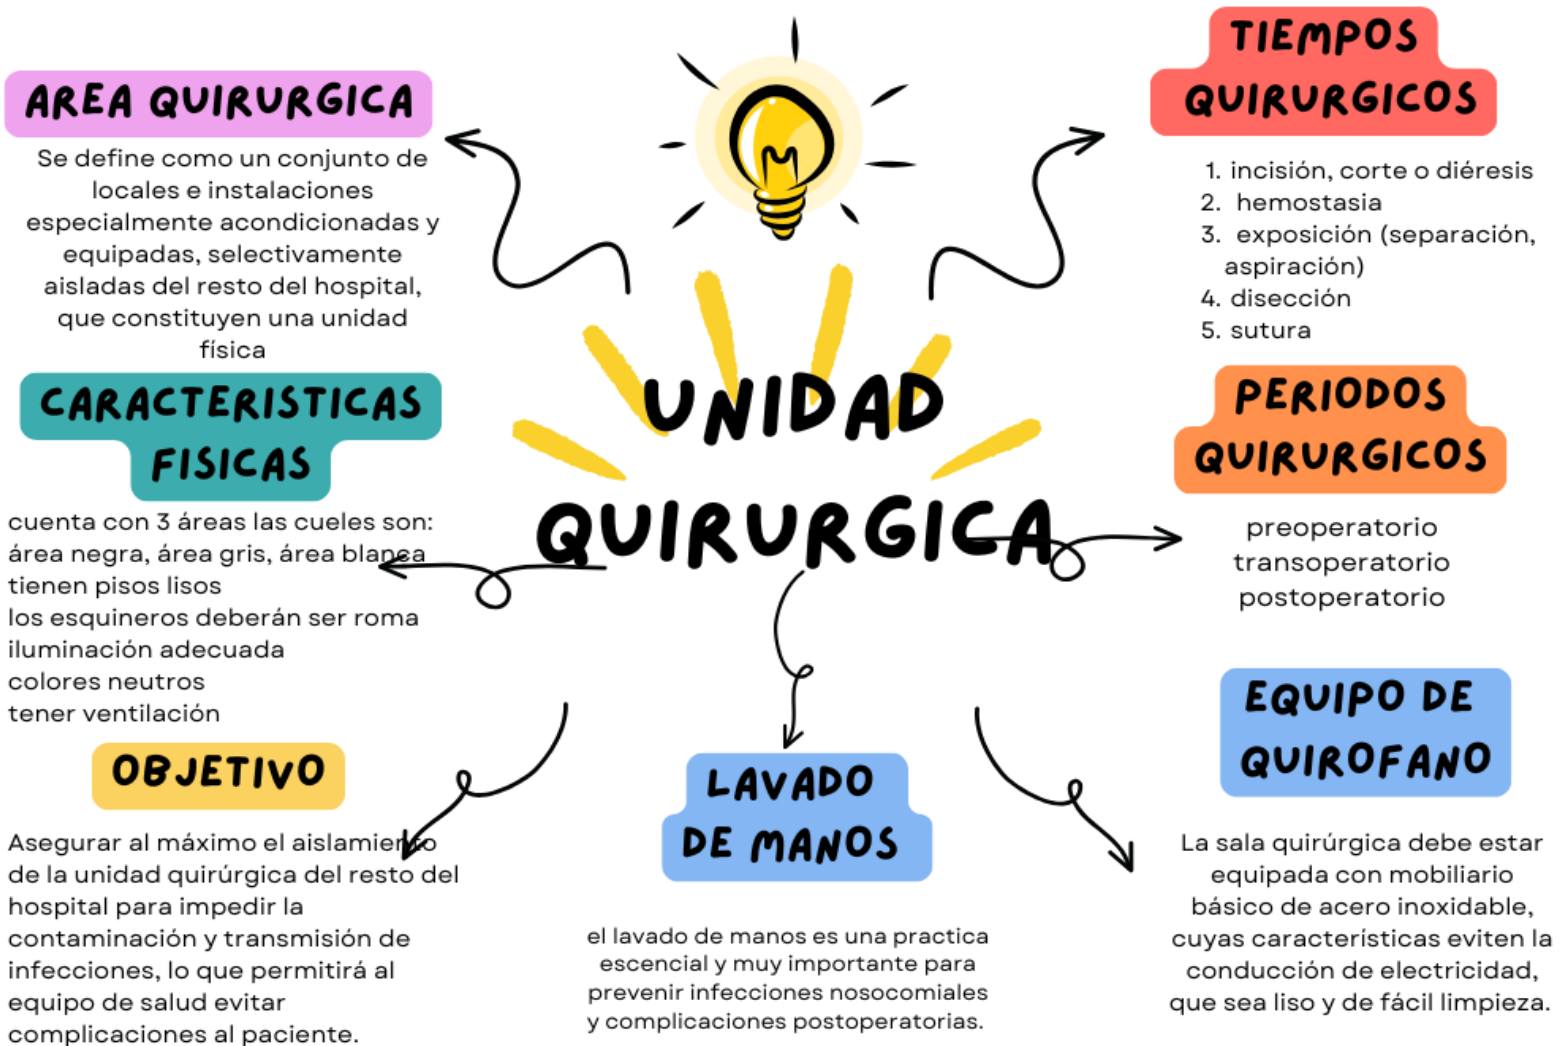 AREA QUIRURGICA
Se define como un conjunto de
locales e instalaciones
especialmente acondicionadas y
equipadas, selectivamente
aisladas del resto del hospital,
que constituyen una unidad
física
CARACTERISTICAS
FISICAS
cuenta con 3 áreas las cueles son:
área negra, área gris, área blanca
tienen pisos lisos
los esquineros deberán ser roma
iluminación adecuada
colores neutros
tener ventilación
OBJETIVO
Asegurar al máximo el aislamiento
de la unidad quirúrgica del resto del
hospital para impedir la
contaminación y transmisión de
infecciones, lo que permitirá al
equipo de salud evitar
complicaciones al paciente.
UNIDAD
QUIRURGICA
LAVADO
DE MANOS
el lavado de manos es una practica
escencial y muy importante para
prevenir infecciones nosocomiales
y complicaciones postoperatorias.
TIEMPOS
QUIRURGICOS
1. incisión, corte o diéresis
2. hemostasia
3. exposición (separación,
aspiración)
4. disección
5. sutura
PERIODOS
QUIRURGICOS
preoperatorio
transoperatorio
postoperatorio
EQUIPO DE
QUIROFANO
La sala quirúrgica debe estar
equipada con mobiliario
básico de acero inoxidable,
cuyas características eviten la
conducción de electricidad,
que sea liso y de fácil limpieza.